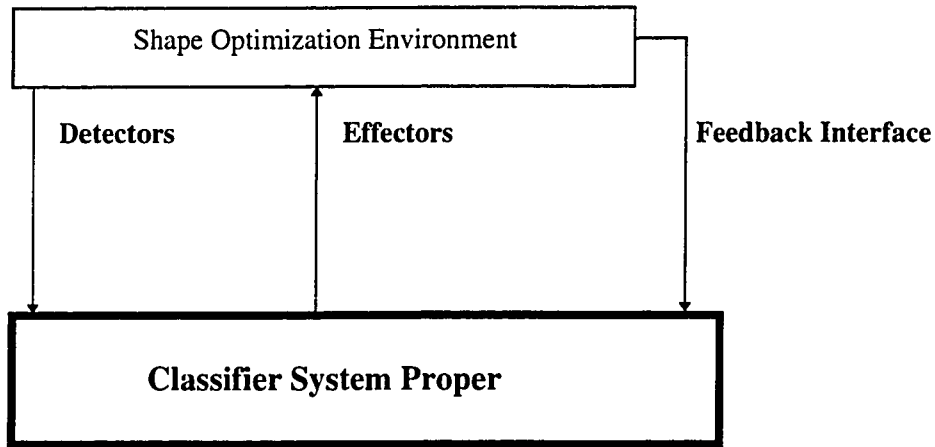 Shape Optimization Environment
Detectors
Effectors
Feedback Interface
Classifier System Proper